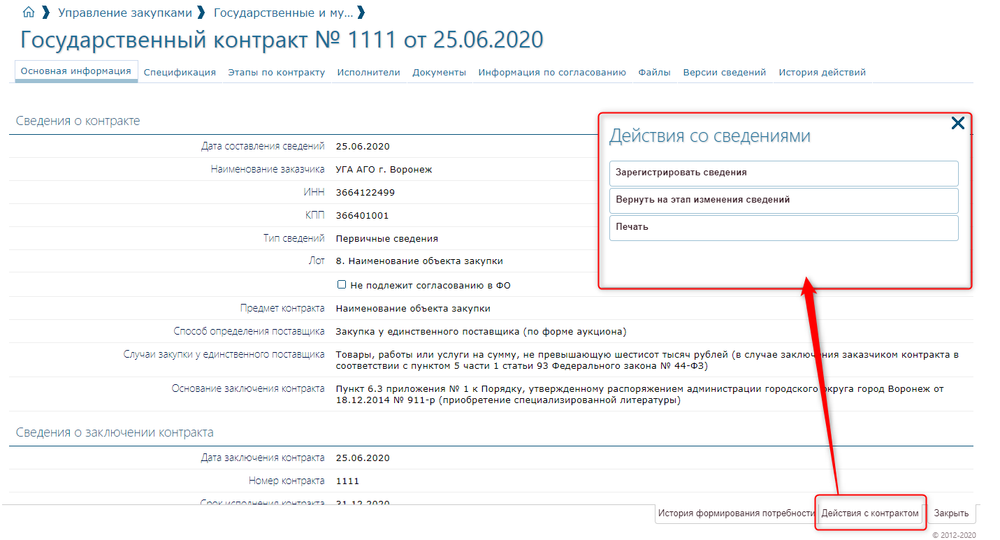 Управление закупками Государственные и му...
Государственный контракт № 1111 от 25.06.2020
Основная информация Спецификация Этапы по контракту Исполнители Документы Информация по согласованию Файлы Версии сведений История действий
Сведения о контракте
Дата составления сведений 25.06.2020
Наименование заказчика УГА АГО г. Воронеж
ИНН 3664122499
КПП 366401001
Тип сведений Первичные сведения
Лот 8. Наименование объекта закупки
Не подлежит согласованию в ФО
Действия со сведениями
Зарегистрировать сведения
Вернуть на этап изменения сведений
Печать
Предмет контракта Наименование объекта закупки
Способ определения поставщика Закупка у единственного поставщика (по форме аукциона)
Случаи закупки у единственного поставщика Товары, работы или услуги на сумму, не превышающую шестисот тысяч рублей (в случае заключения заказчиком контракта в
соответствии с пунктом 5 части 1 статьи 93 Федерального закона № 44-ФЗ)
Основание заключения контракта Пункт 6.3 приложения № 1 к Порядку, утвержденному распоряжением администрации городского округа город Воронеж от
18.12.2014 № 911-р (приобретение специализированной литературы)
Сведения о заключении контракта
Дата заключения контракта 25.06.2020
Номер контракта 1111
Срок исполнения контракта 31.12.2020
История формирования потребности Действия с контрактом Закрыть
© 2012-2020